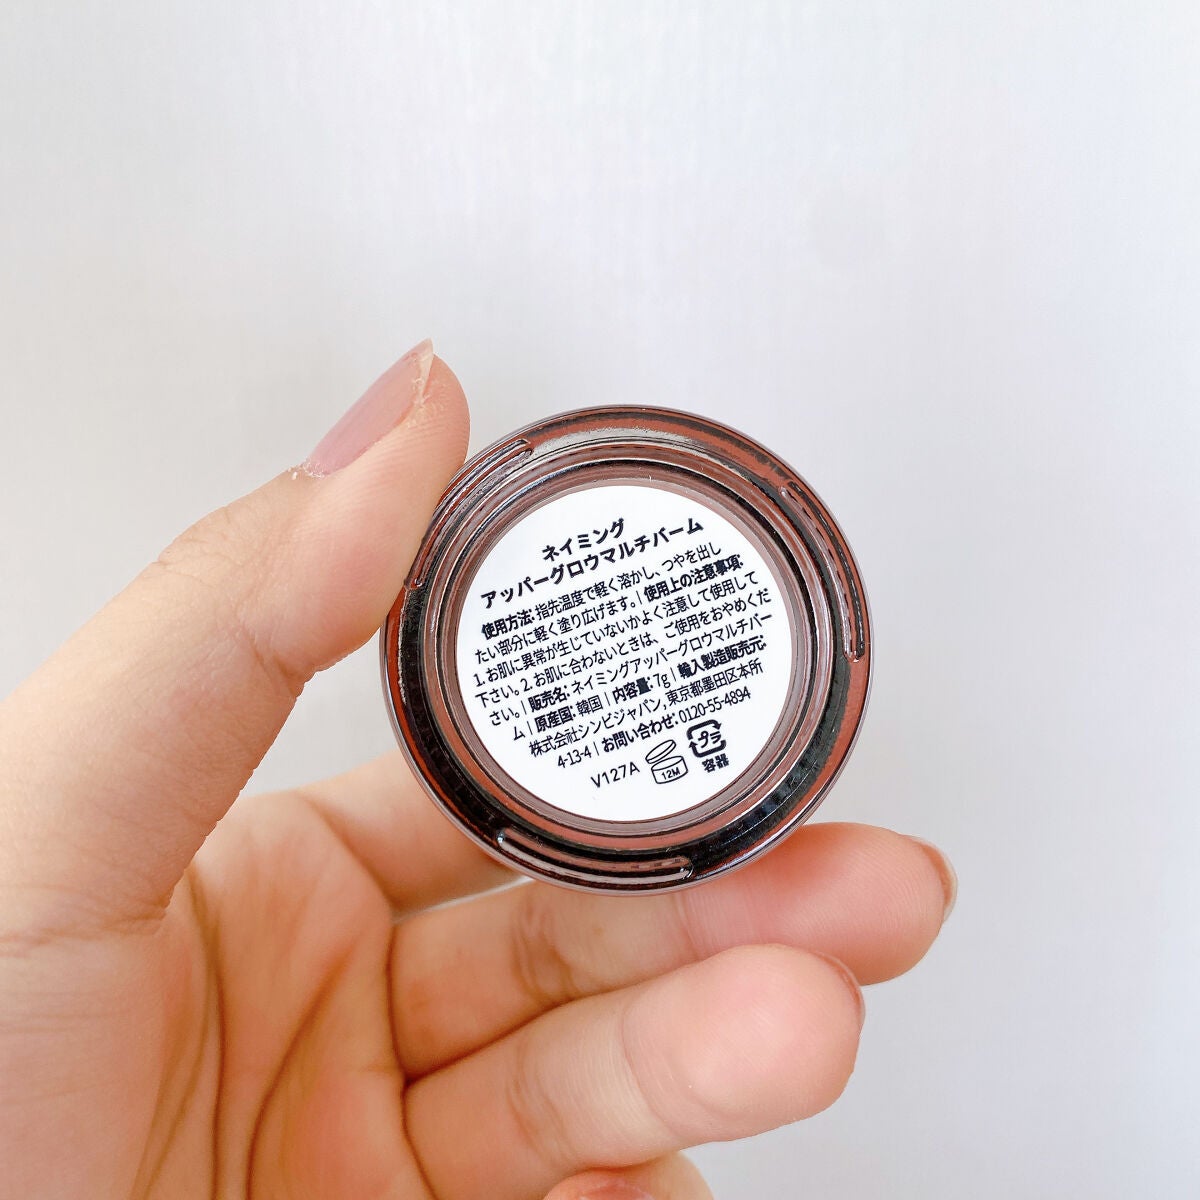 ネイミング
アッパーグロウマルチバーム
使用方法: 指先温度で軽く溶かし、つやを出し
たい部分に軽く塗り広げます。| 使用上の注意事項:
1. お肌に異常が生じていないかよく注意して使用して
下さい。2. お肌に合わないときは、ご使用をおやめくだ
さい。| 販売名: ネイミングアッパーグロウマルチバー
ム | 原産国: 韓国 | 内容量: 7g | 輸入製造販売元:
株式会社シンビジャパン, 東京都墨田区本所
4-13-4 | お問い合わせ: 0120-55-4894
V127A 12M プラ
容器